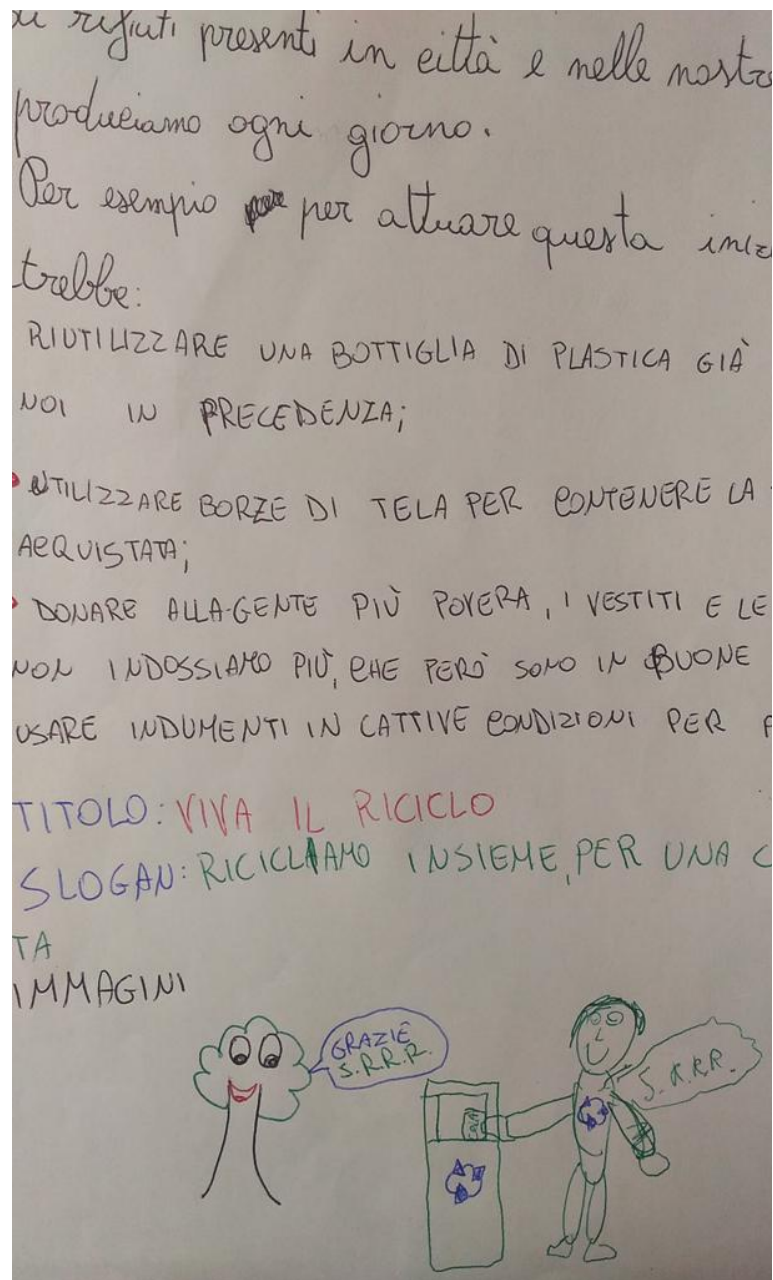 rifiuti presenti in città e nelle nostre
produciamo ogni giorno.
Per esempio per attuare questa iniz
trebbe:
RIUTILIZZARE UNA BOTTIGLIA DI PLASTICA GIÀ
NOI IN PRECEDENZA;
UTILIZZARE BORZE DI TELA PER CONTENERE LA
ACQUISTATA;
DONARE ALLA GENTE PIÙ POVERA, I VESTITI E LE
NON INDOSSIAMO PIÙ, CHE PERÒ SONO IN BUONE
USARE INDUMENTI IN CATTIVE CONDIZIONI PER
TITOLO: VIVA IL RICICLO
SLOGAN: RICICLIAMO INSIEME, PER UNA C
TA
IMMAGINI
GRAZIE
S.R.R.R.
S.R.R.R.